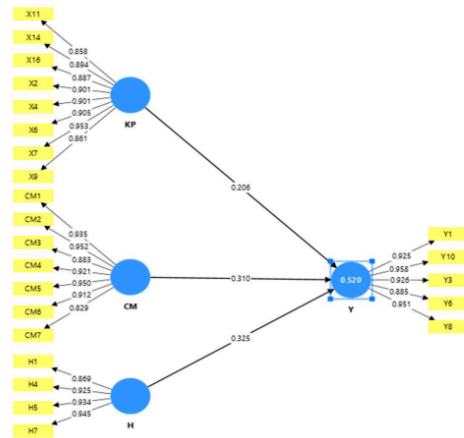 X11
X14
X16
X2
X4
X6
X7
X9
0.858
0.894
0.887
0.901
0.901
0.905
0.953
0.861
KP
0.206
CM1
CM2
CM3
CM4
CM5
CM6
CM7
0.935
0.952
0.883
0.921
0.950
0.912
0.829
CM
0.310
H1
H4
H5
H7
0.869
0.925
0.934
0.945
H
0.325
0.520
Y
0.925
0.958
0.926
0.885
0.951
Y1
Y10
Y3
Y6
Y8